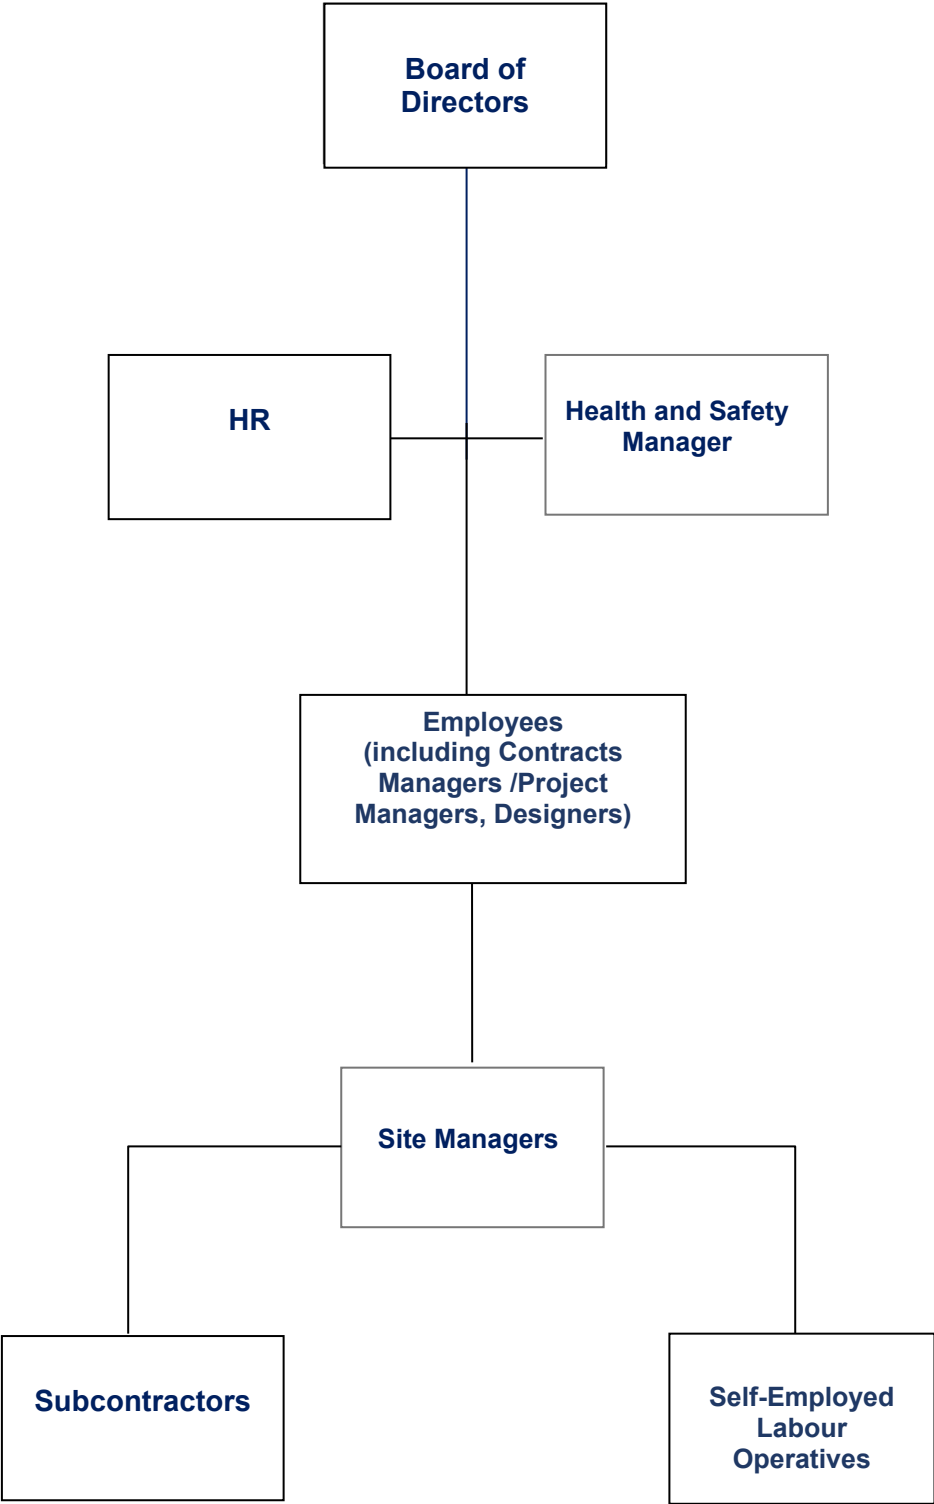 Board of
Directors
HR
Health and Safety
Manager
Employees
(including Contracts
Managers /Project
Managers, Designers)
Site Managers
Subcontractors
Self-Employed
Labour
Operatives